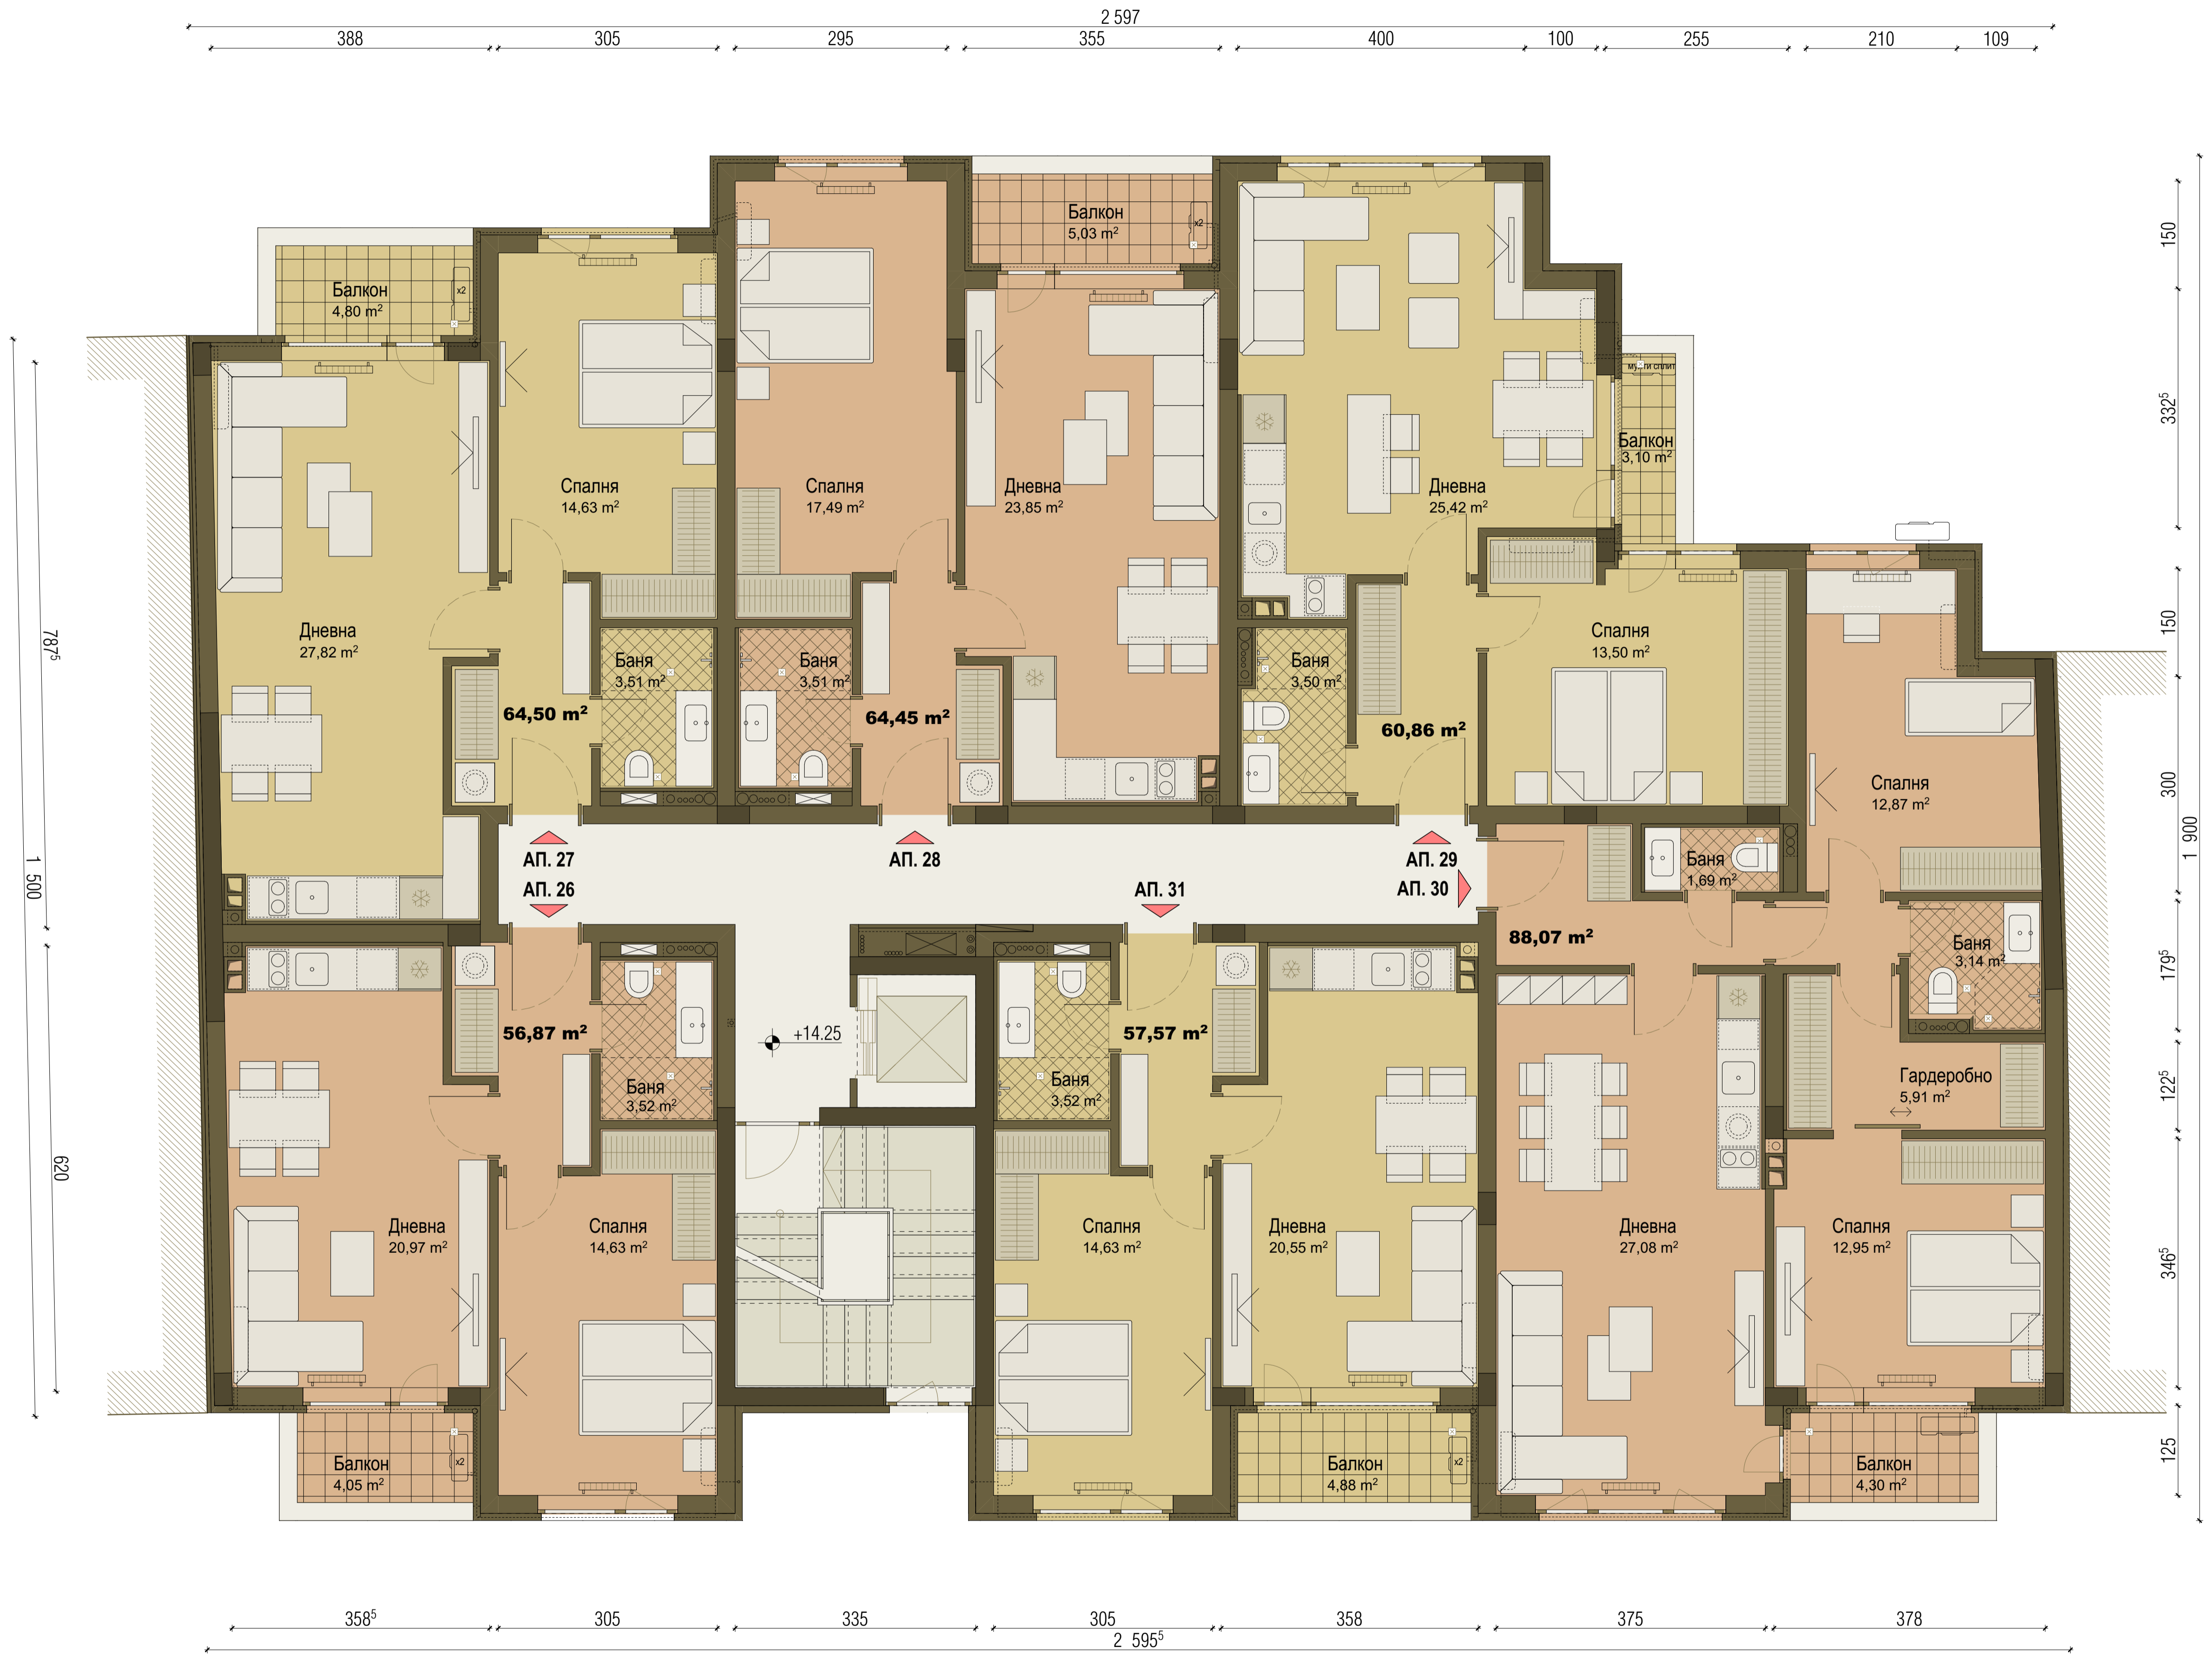 2 597
388 305 295 355 400 100 255 210 109
Балкон
5,03 m²
x2
Балкон
4,80 m²
x2
150
332⁵
мулти сплит
Балкон
3,10 m²
Спалня
14,63 m²
Спалня
17,49 m²
Дневна
23,85 m²
Дневна
25,42 m²
Дневна
27,82 m²
Баня
3,51 m²
Баня
3,51 m²
Баня
3,50 m²
Спалня
13,50 m²
150
787⁵
64,50 m²
64,45 m²
60,86 m²
Спалня
12,87 m²
300
1 900
1 500
АП. 27
АП. 28
АП. 29
АП. 26
АП. 31
АП. 30
Баня
1,69 m²
88,07 m²
Баня
3,14 m²
179⁵
56,87 m²
+14.25
57,57 m²
Баня
3,52 m²
Баня
3,52 m²
Гардеробно
5,91 m²
122⁵
620
Дневна
20,97 m²
Спалня
14,63 m²
Спалня
14,63 m²
Дневна
20,55 m²
Дневна
27,08 m²
Спалня
12,95 m²
346⁵
Балкон
4,05 m²
x2
Балкон
4,88 m²
x2
Балкон
4,30 m²
125
358⁵ 305 335 305 358 375 378
2 595⁵